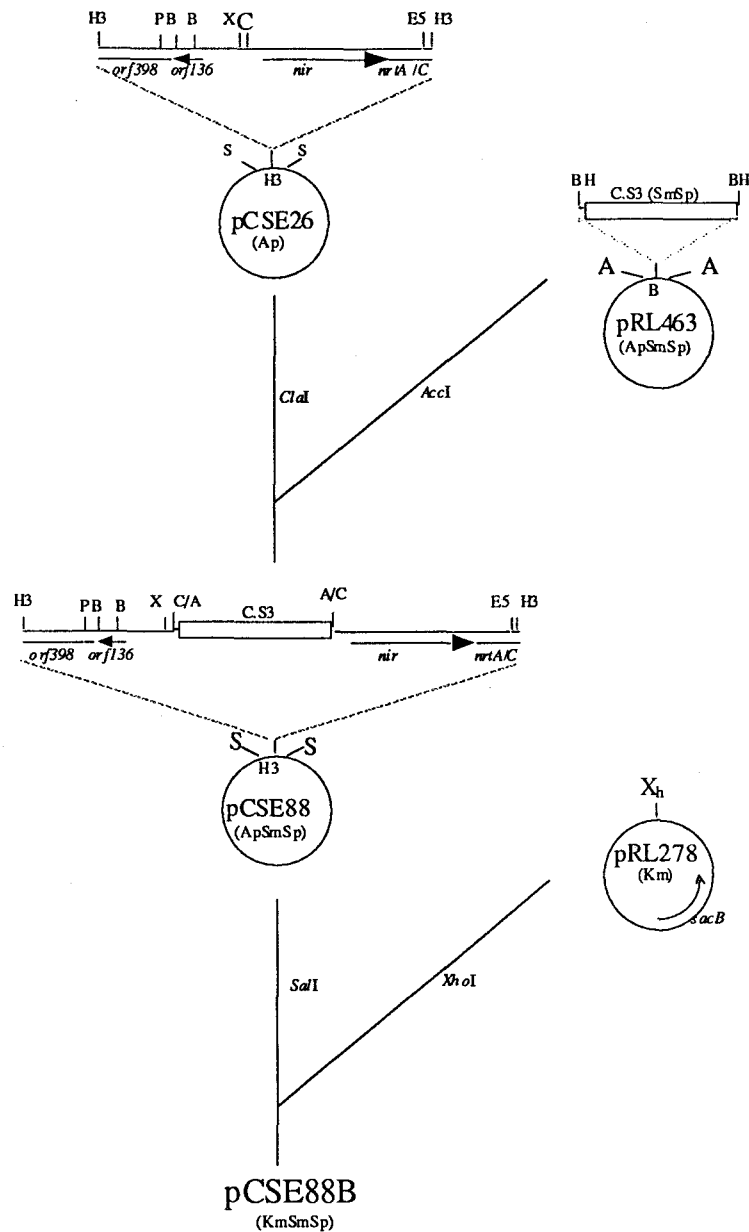 H3 P B B X C E5 H3
orf398 orf136 nir nrtA/C
S S
H3
pCSE26
(Ap)
BH BH
C.S3 (SmSp)
A A
B
pRL463
(ApSmSp)
ClaI AccI
H3 P B B X C/A A/C E5 H3
C.S3
orf398 orf136 nir nrtA/C
S S
H3
pCSE88
(ApSmSp)
Xh
pRL278
(Km)
sacB
SalI XhoI
pCSE88B
(KmSmSp)